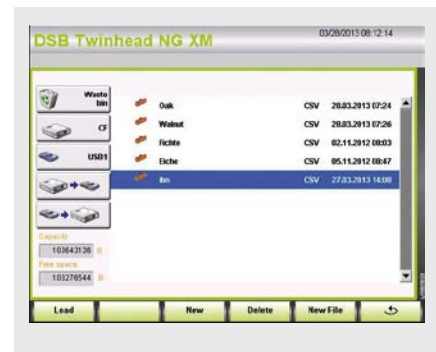 DSB Twinhead NG XM
03/28/2013 08:12:14
Waste bin
CF
USB1
Oak CSV 28.03.2013 07:24
Walnut CSV 28.03.2013 07:26
Fichte CSV 02.11.2012 08:03
Eiche CSV 05.11.2012 08:47
ibn CSV 27.03.2013 14:00
Capacity
103643136 B
Free space
103276544 B
Load New Delete New File